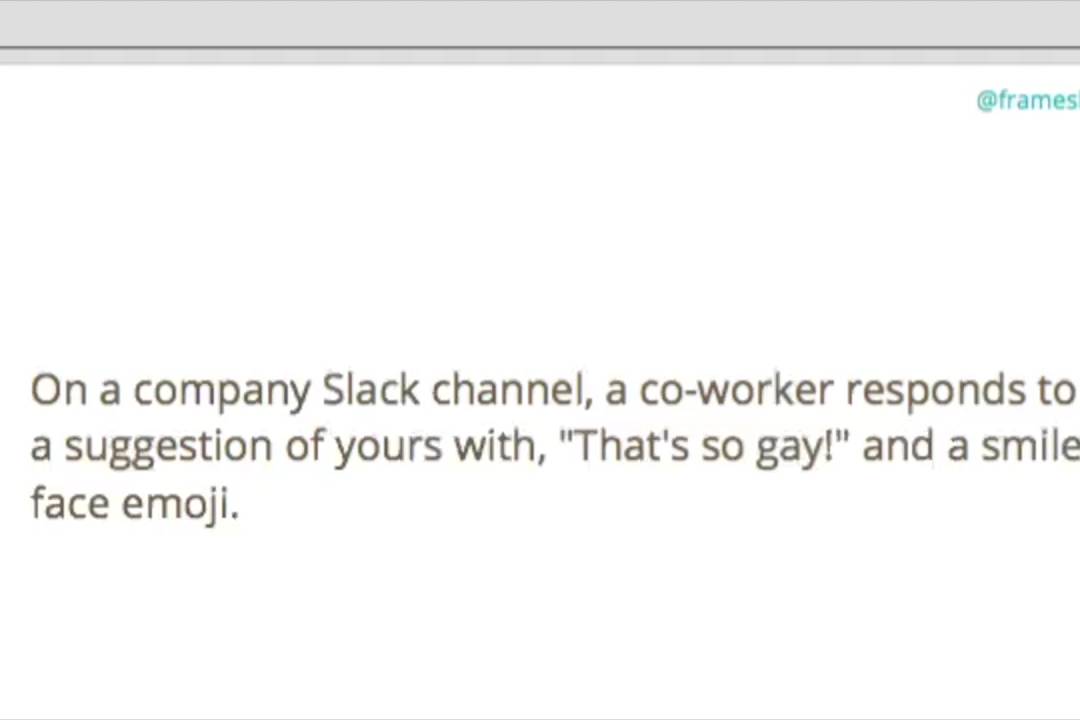 @frames
On a company Slack channel, a co-worker responds to
a suggestion of yours with, "That's so gay!" and a smile
face emoji.